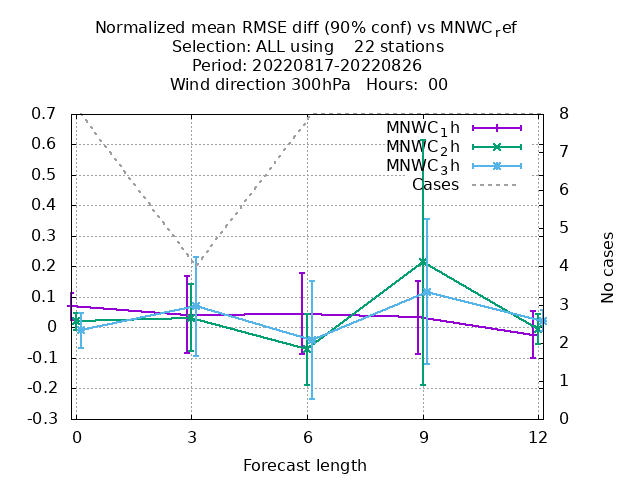 Normalized mean RMSE diff (90% conf) vs MNWC_ref
Selection: ALL using    22 stations
Period: 20220817-20220826
Wind direction 300hPa   Hours:  00
0.7
0.6
0.5
0.4
0.3
0.2
0.1
0
-0.1
-0.2
-0.3
MNWC_1h
MNWC_2h
MNWC_3h
Cases
8
7
6
5
4
3
2
1
0
No cases
0 3 6 9 12
Forecast length